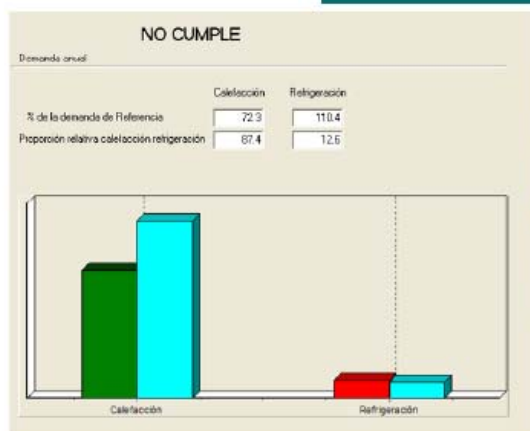 NO CUMPLE
Demanda anual
Calefacción Refrigeración
% de la demanda de Referencia 72.3 110.4
Proporción relativa calefacción refrigeración 87.4 12.6
Calefacción Refrigeración